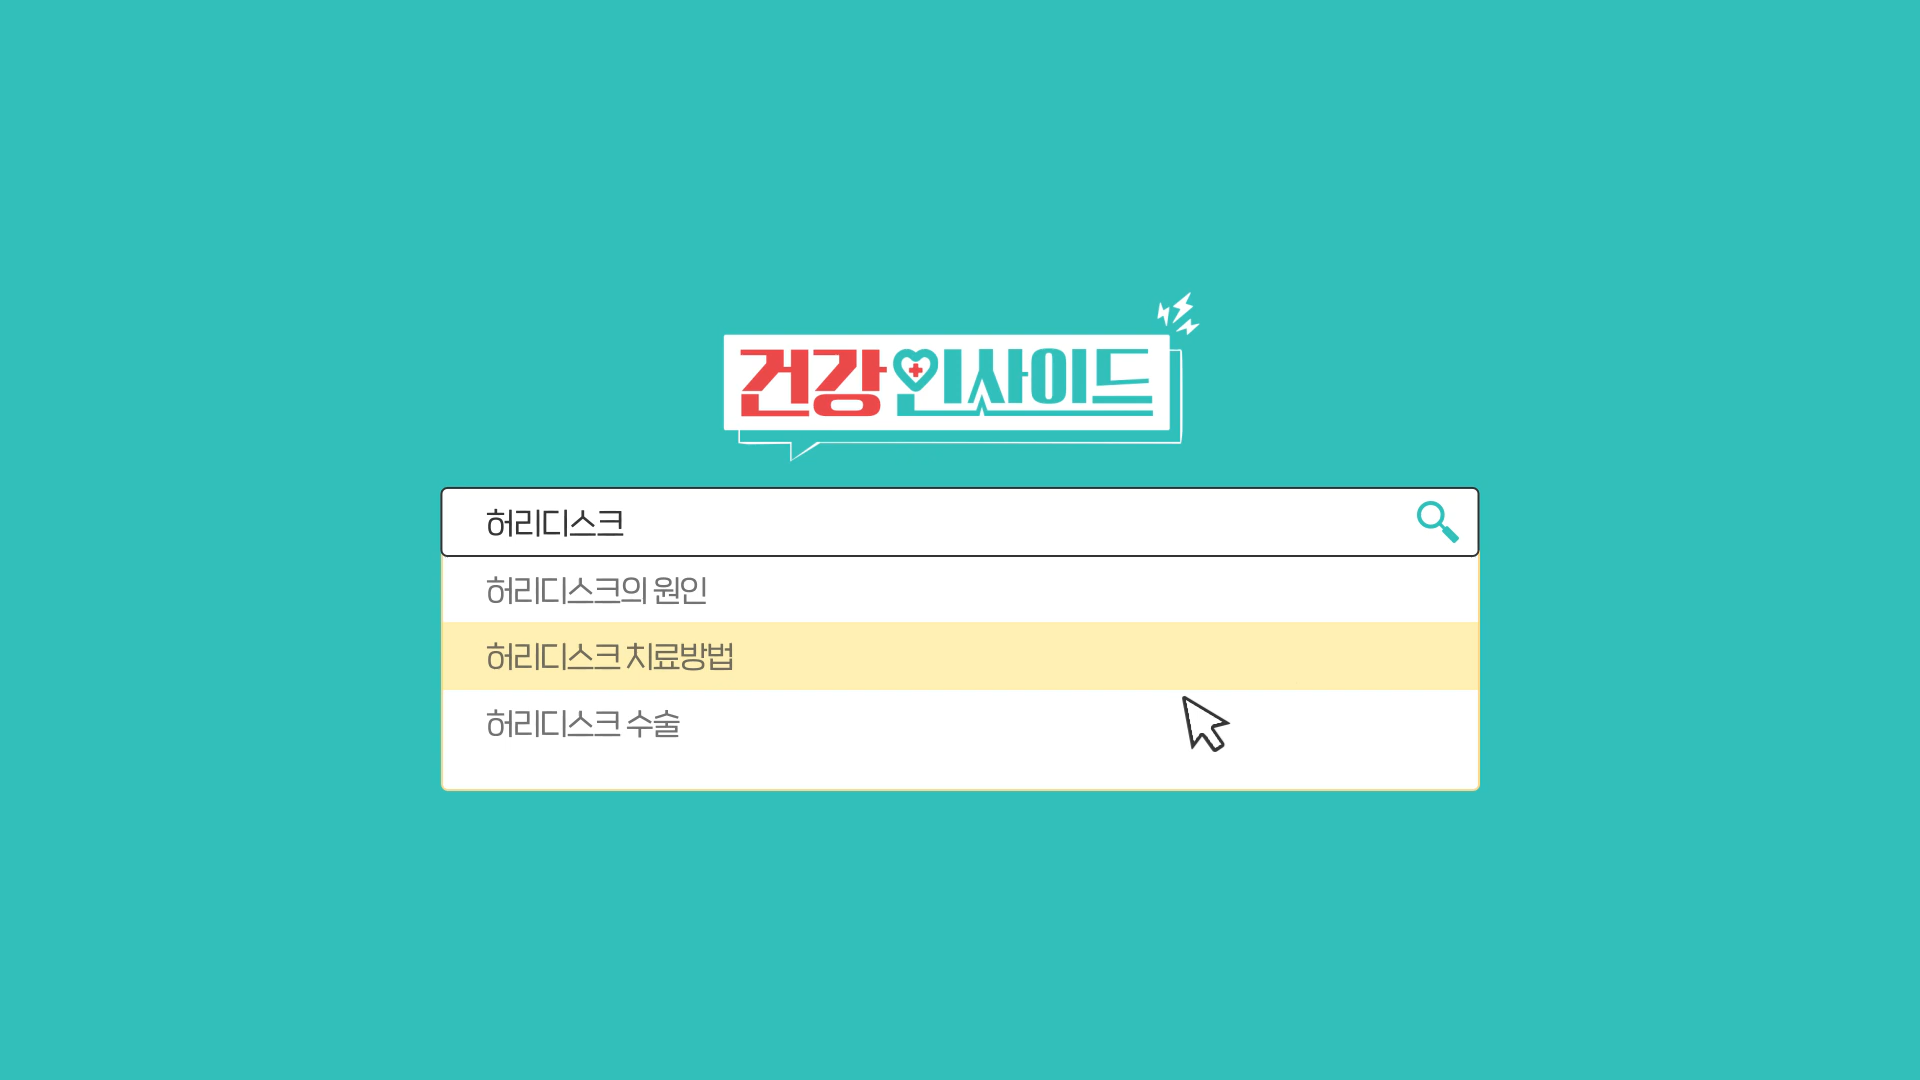 건강인사이드
허리디스크
허리디스크의 원인
허리디스크 치료방법
허리디스크 수술